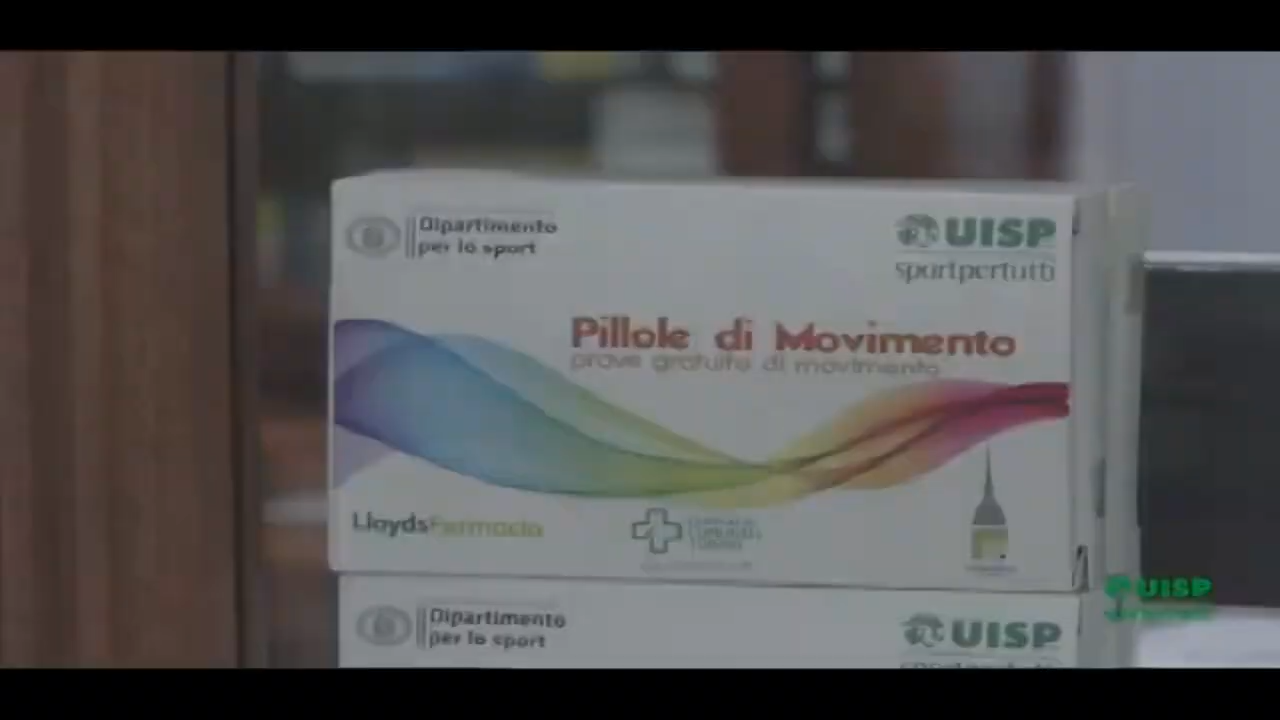 Dipartimento
per lo sport
UISP
sportpertutti
Pillole di Movimento
prove gratuite di movimento
LloydsFarmacia
Dipartimento
per lo sport
UISP
sportpertutti
UISP